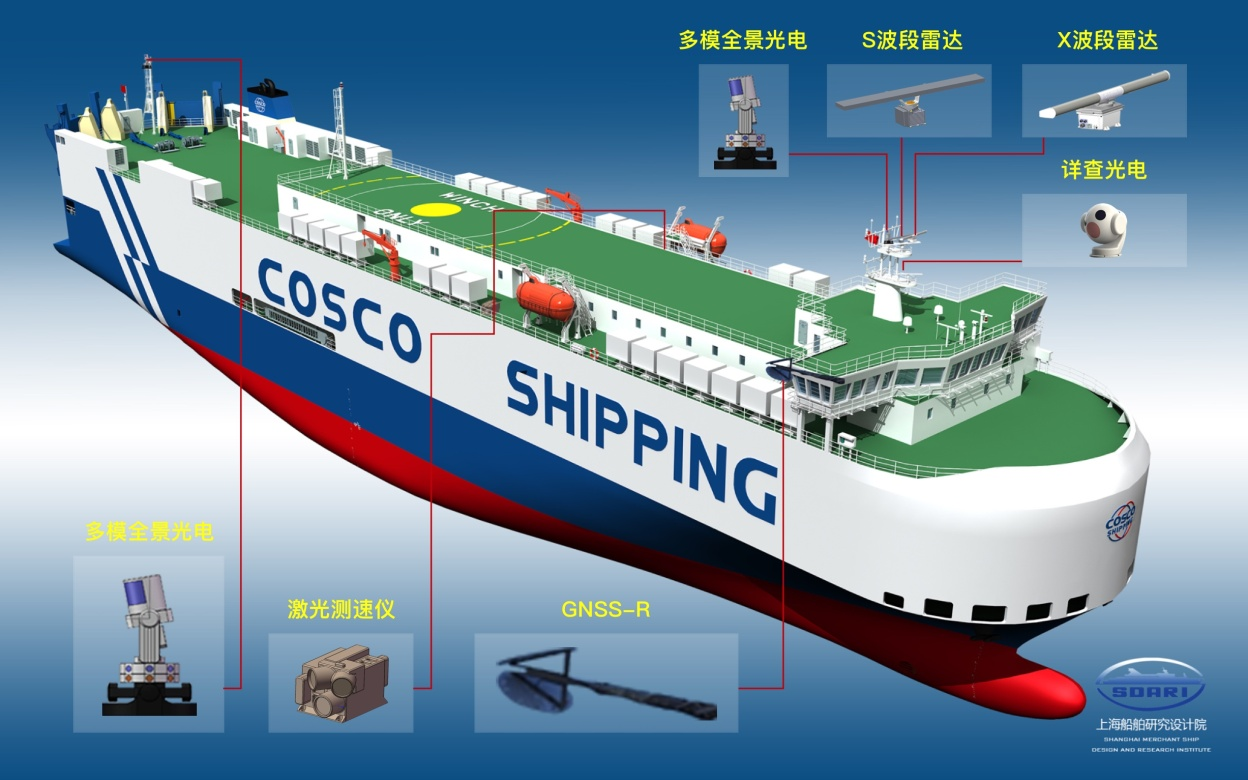 多模全景光电
S波段雷达
X波段雷达
详查光电
WINCH
ONLY
COSCO
SHIPPING
COSCO
SHIPPING
多模全景光电
激光测速仪
GNSS-R
SDARI
上海船舶研究设计院
SHANGHAI MERCHANT SHIP
DESIGN AND RESEARCH INSTITUTE